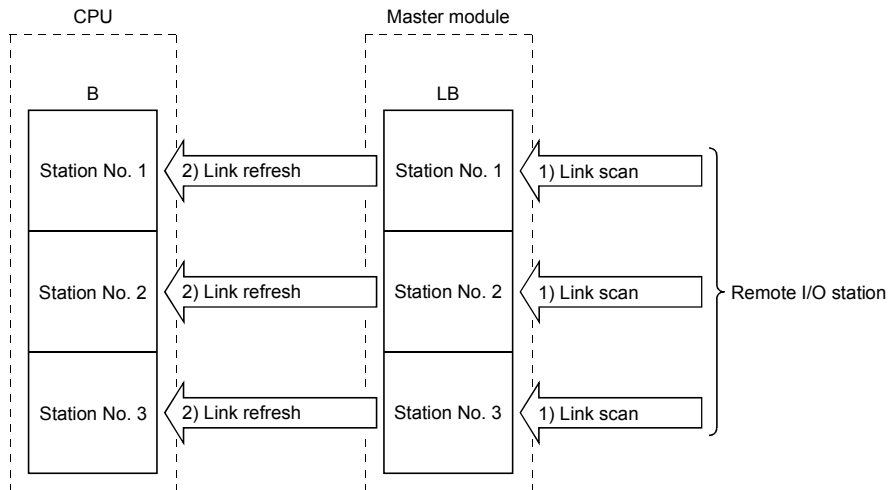 CPU
Master module
B
LB
Station No. 1
2) Link refresh
Station No. 1
1) Link scan
Station No. 2
2) Link refresh
Station No. 2
1) Link scan
Remote I/O station
Station No. 3
2) Link refresh
Station No. 3
1) Link scan